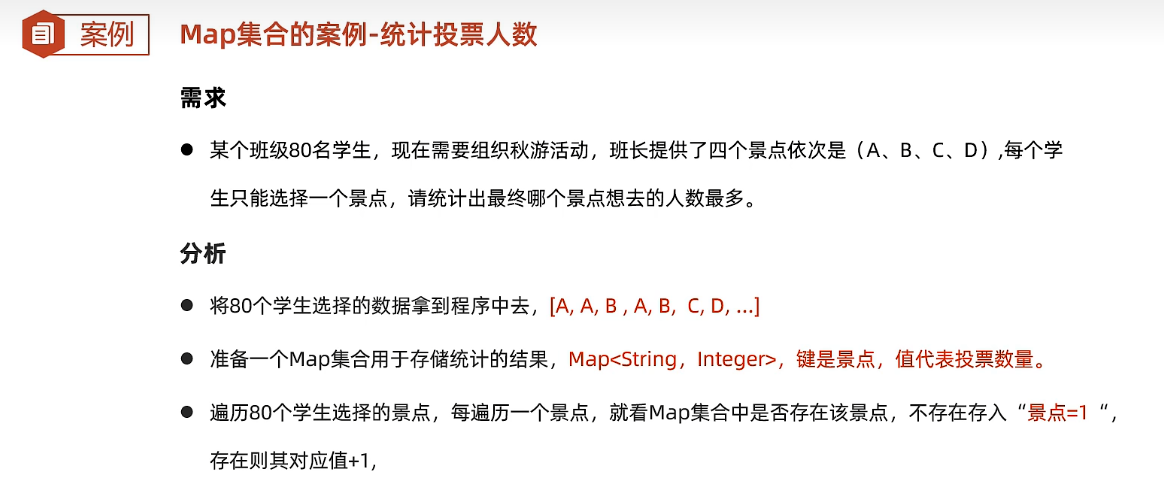 案例
Map集合的案例-统计投票人数
需求
● 某个班级80名学生，现在需要组织秋游活动，班长提供了四个景点依次是（A、B、C、D）,每个学
生只能选择一个景点，请统计出最终哪个景点想去的人数最多。
分析
● 将80个学生选择的数据拿到程序中去，[A, A, B , A, B, C, D, ...]
● 准备一个Map集合用于存储统计的结果，Map<String，Integer>，键是景点，值代表投票数量。
● 遍历80个学生选择的景点，每遍历一个景点，就看Map集合中是否存在该景点，不存在存入“景点=1 “，
存在则其对应值+1,